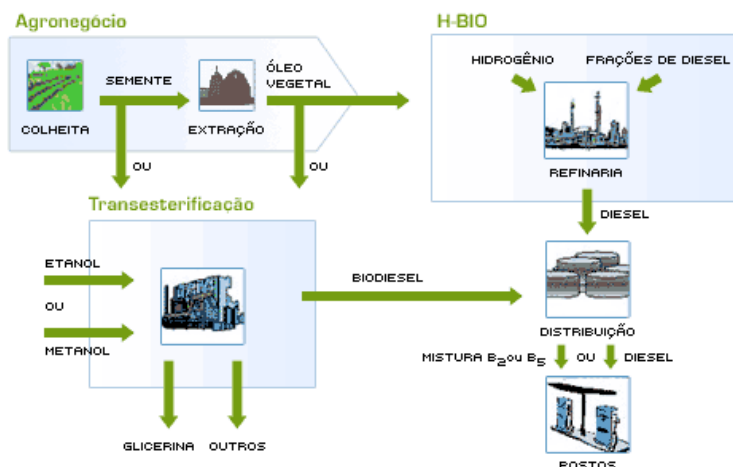 Agronegócio
H-BIO
HIDROGÊNIO
FRAÇÕES DE DIESEL
SEMENTE
ÓLEO
VEGETAL
COLHEITA
EXTRAÇÃO
REFINARIA
OU
OU
Transesterificação
DIESEL
ETANOL
BIODIESEL
OU
METANOL
DISTRIBUIÇÃO
MISTURA B2 OU B5
OU
DIESEL
GLICERINA
OUTROS
POSTOS